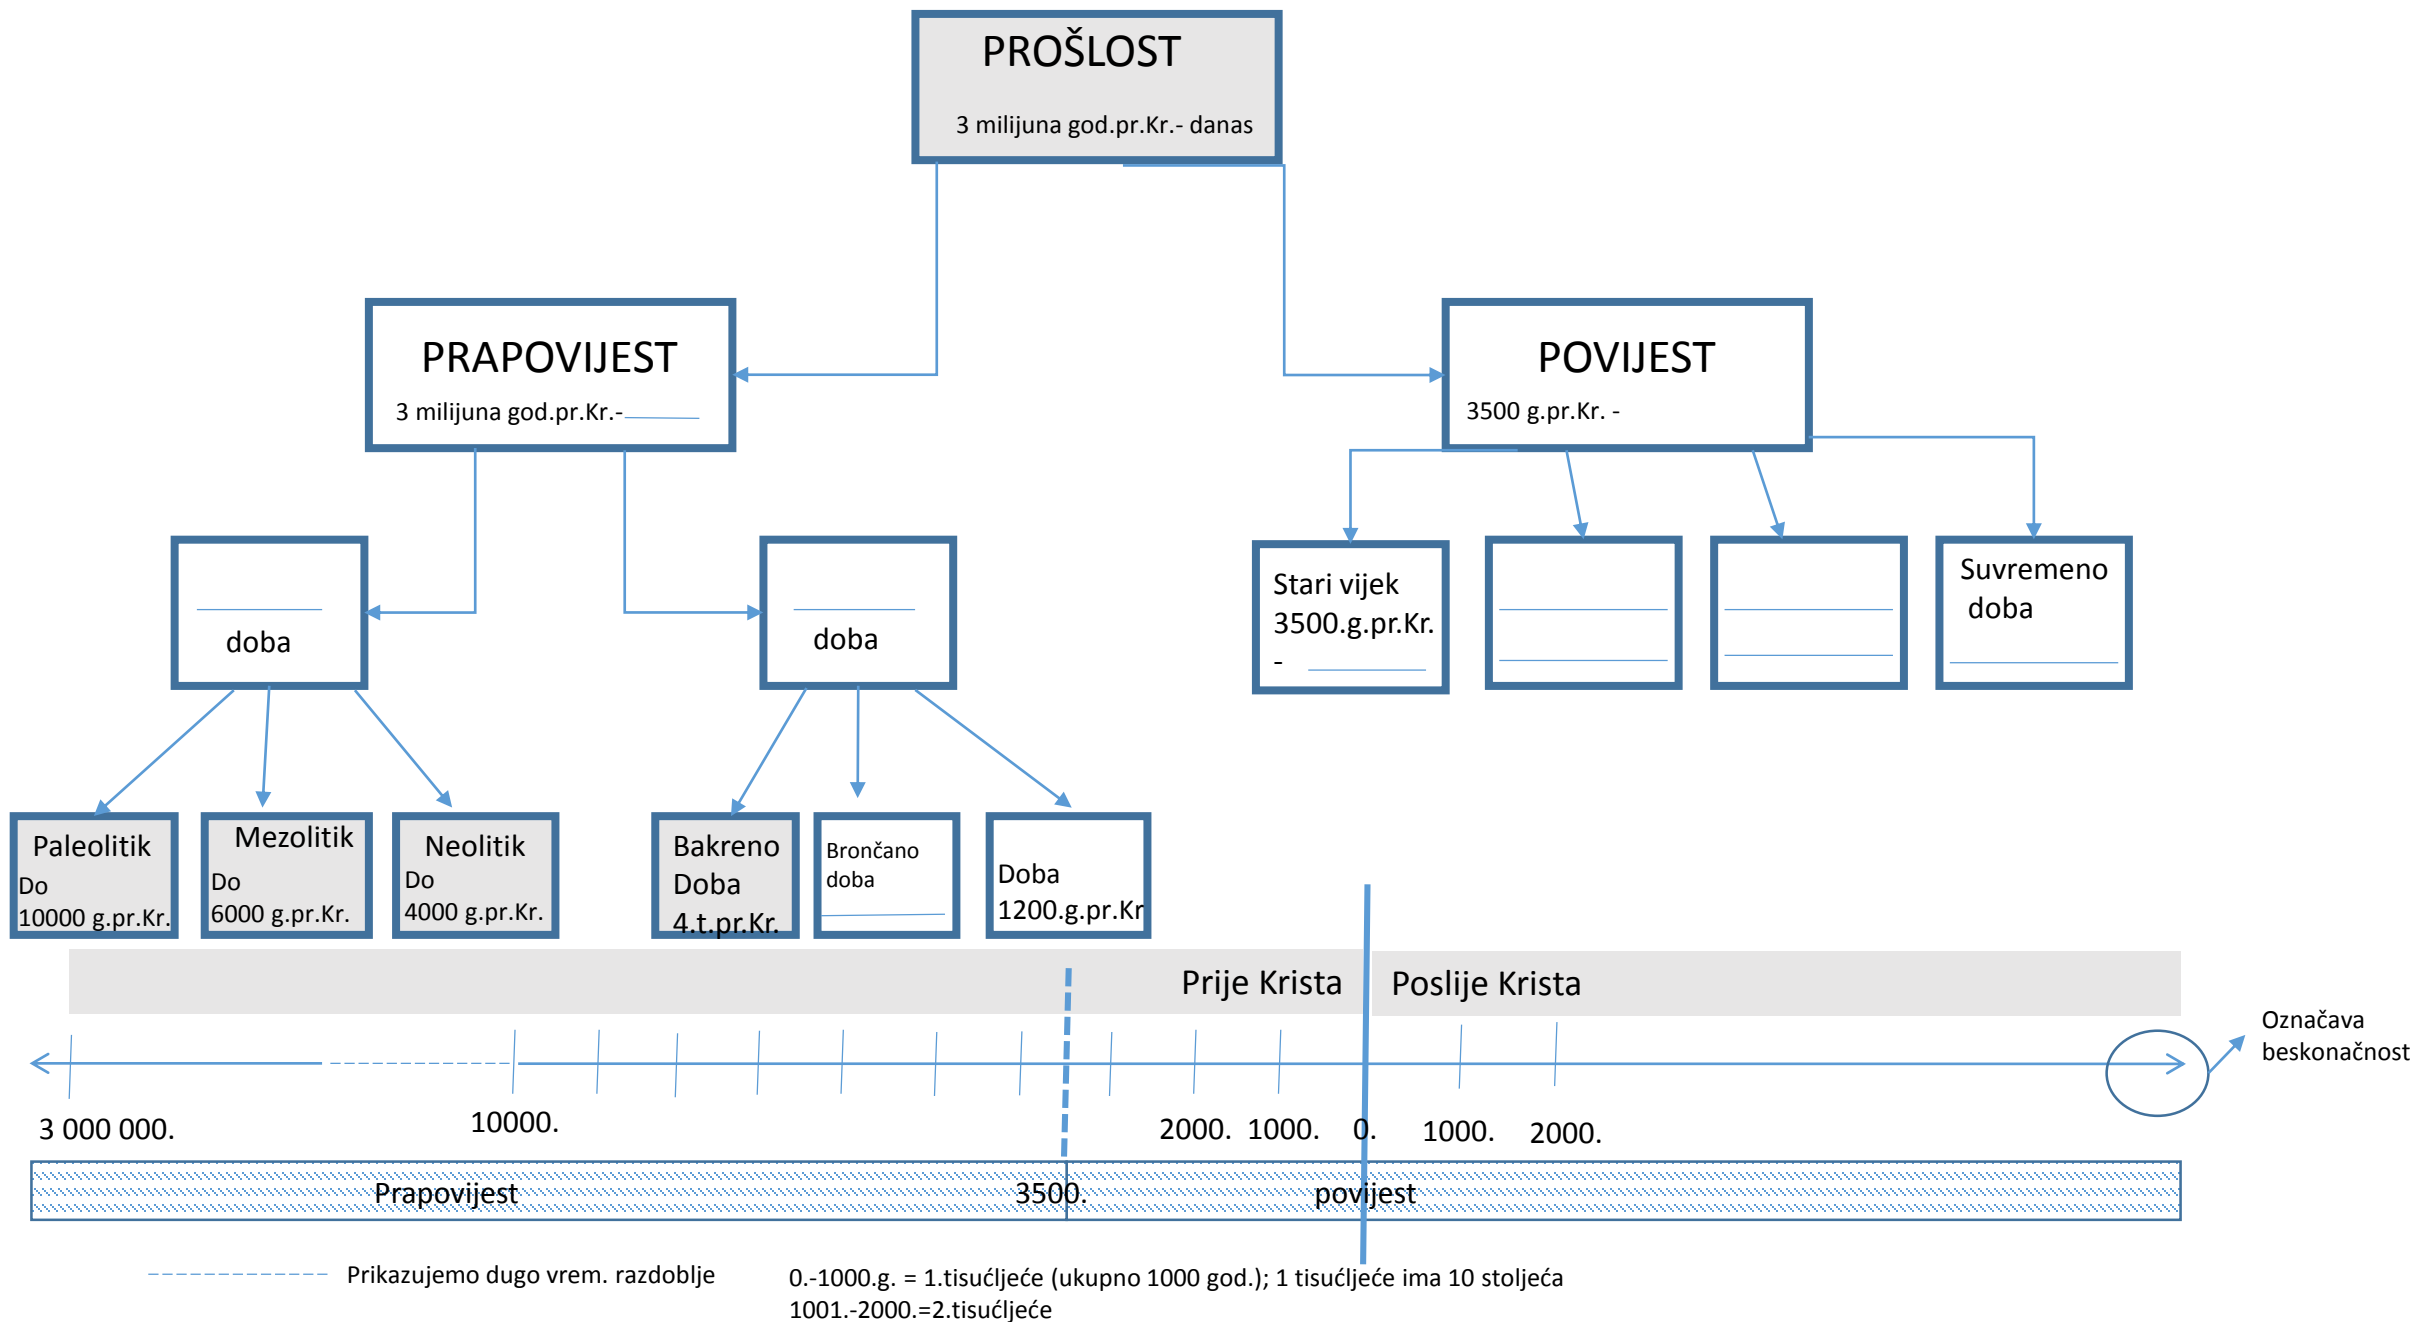 PROŠLOST
3 milijuna god.pr.Kr.- danas
PRAPOVIJEST
3 milijuna god.pr.Kr.-
POVIJEST
3500 g.pr.Kr. -
doba
doba
Stari vijek
3500.g.pr.Kr.
-
Suvremeno
doba
Paleolitik
Do
10000 g.pr.Kr.
Mezolitik
Do
6000 g.pr.Kr.
Neolitik
Do
4000 g.pr.Kr.
Bakreno
Doba
4.t.pr.Kr.
Brončano
doba
Doba
1200.g.pr.Kr
Prije Krista
Poslije Krista
Označava
beskonačnost
3 000 000.
10000.
2000.
1000.
0.
1000.
2000.
Prapovijest
3500.
povijest
Prikazujemo dugo vrem. razdoblje
0.-1000.g. = 1.tisućljeće (ukupno 1000 god.); 1 tisućljeće ima 10 stoljeća
1001.-2000.=2.tisućljeće